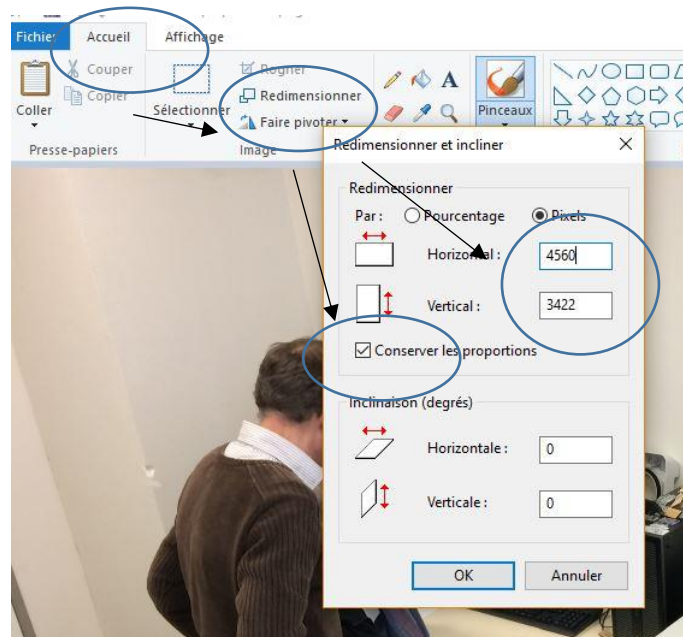 Fichier Accueil Affichage
Coller
Couper
Copier
Presse-papiers
Sélectionner
Rogner
Redimensionner
Faire pivoter
Image
A
Pinceaux
Redimensionner et incliner
Redimensionner
Par : Pourcentage Pixels
Horizontal : 4560
Vertical : 3422
Conserver les proportions
Inclinaison (degrés)
Horizontale : 0
Verticale : 0
OK Annuler